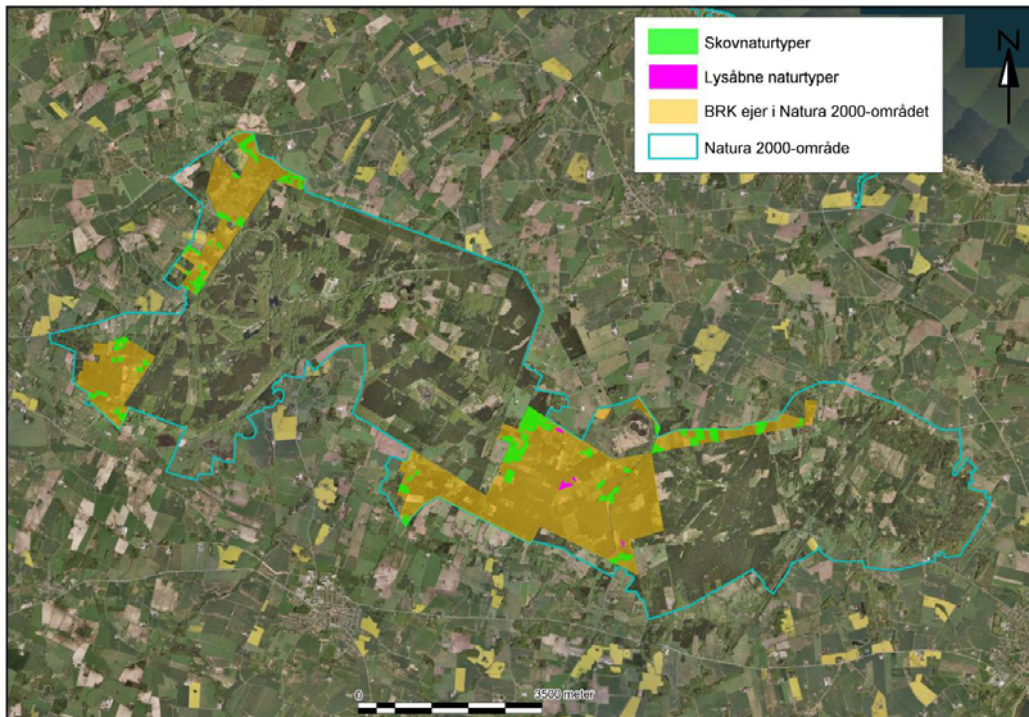 Skovnaturtyper
Lysåbne naturtyper
BRK ejer i Natura 2000-området
Natura 2000-område
N
0
3500 meter